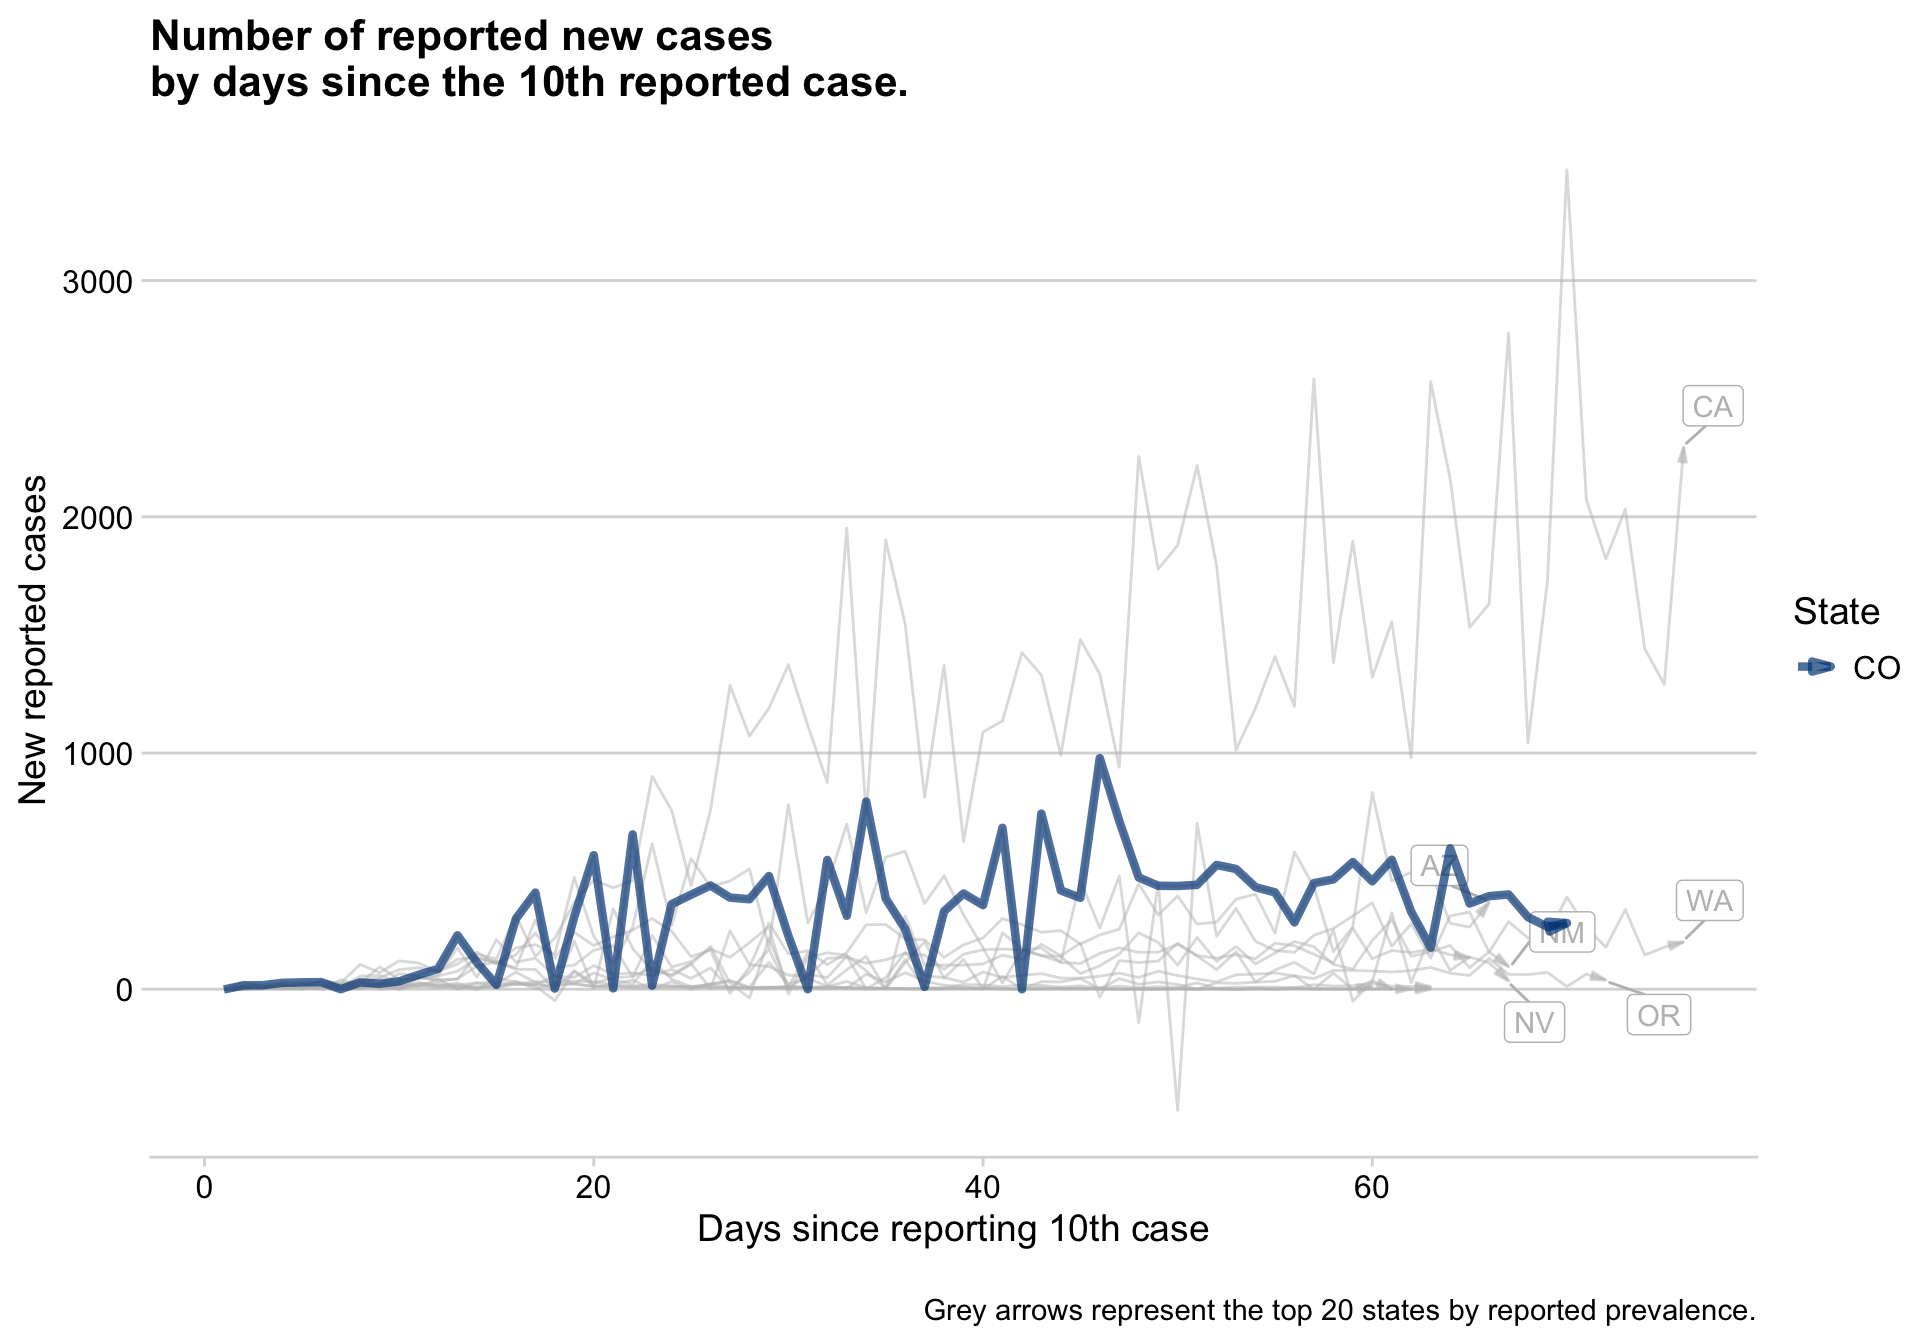 Number of reported new cases
by days since the 10th reported case.
New reported cases
3000
2000
1000
0
0
20
40
60
Days since reporting 10th case
CA
AZ
WA
NM
NV
OR
State
CO
Grey arrows represent the top 20 states by reported prevalence.